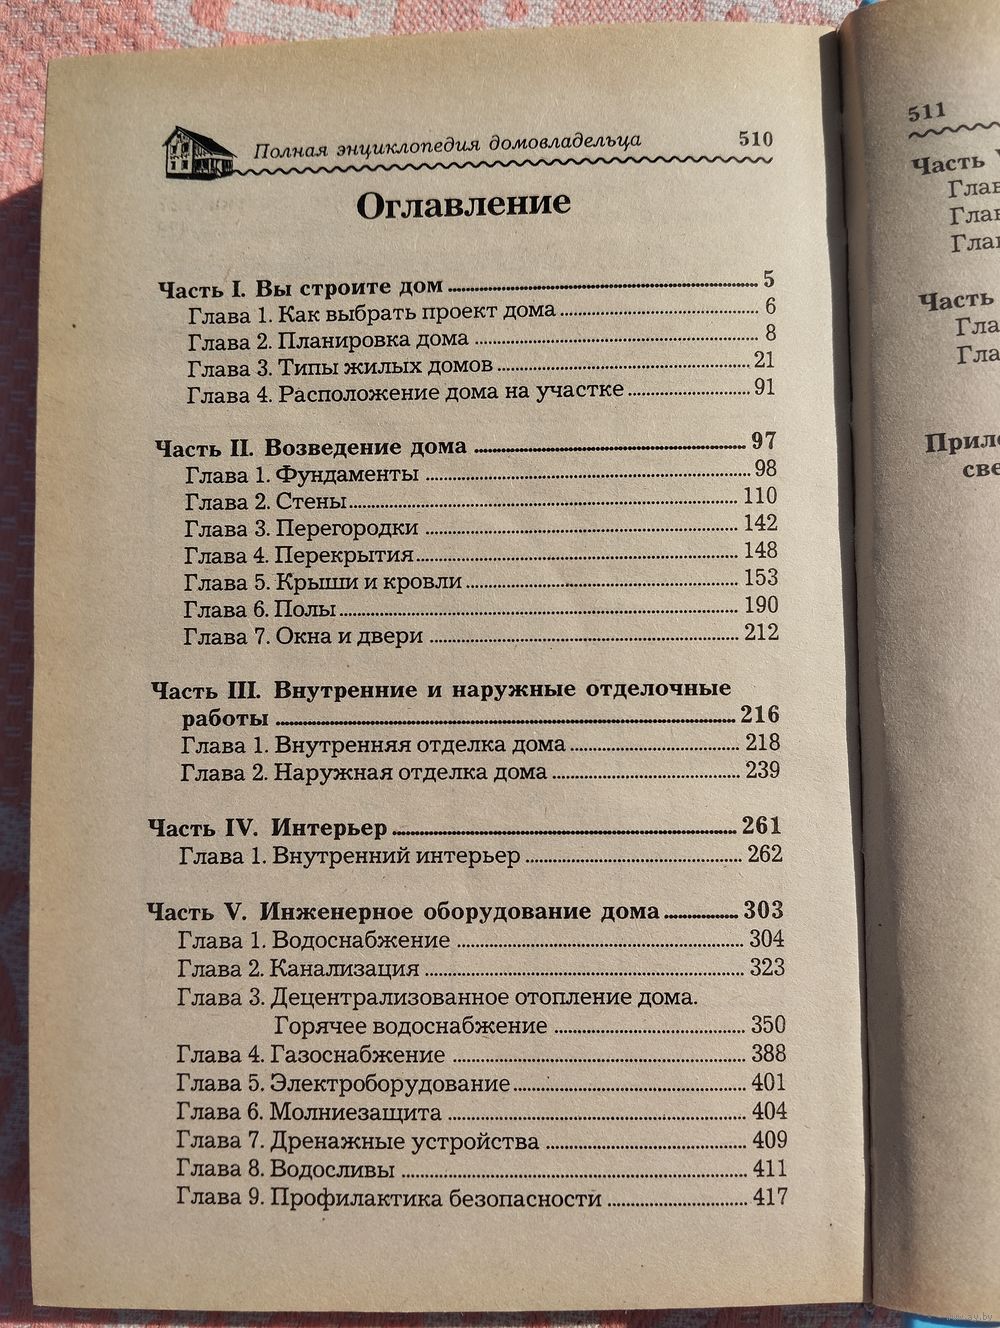 Полная энциклопедия домовладельца 510
Оглавление
Часть I. Вы строите дом 5
Глава 1. Как выбрать проект дома 6
Глава 2. Планировка дома 8
Глава 3. Типы жилых домов 21
Глава 4. Расположение дома на участке 91
Часть II. Возведение дома 97
Глава 1. Фундаменты 98
Глава 2. Стены 110
Глава 3. Перегородки 142
Глава 4. Перекрытия 148
Глава 5. Крыши и кровли 153
Глава 6. Полы 190
Глава 7. Окна и двери 212
Часть III. Внутренние и наружные отделочные
работы 216
Глава 1. Внутренняя отделка дома 218
Глава 2. Наружная отделка дома 239
Часть IV. Интерьер 261
Глава 1. Внутренний интерьер 262
Часть V. Инженерное оборудование дома 303
Глава 1. Водоснабжение 304
Глава 2. Канализация 323
Глава 3. Децентрализованное отопление дома.
Горячее водоснабжение 350
Глава 4. Газоснабжение 388
Глава 5. Электроборудование 401
Глава 6. Молниезащита 404
Глава 7. Дренажные устройства 409
Глава 8. Водосливы 411
Глава 9. Профилактика безопасности 417
511
Часть
Часть